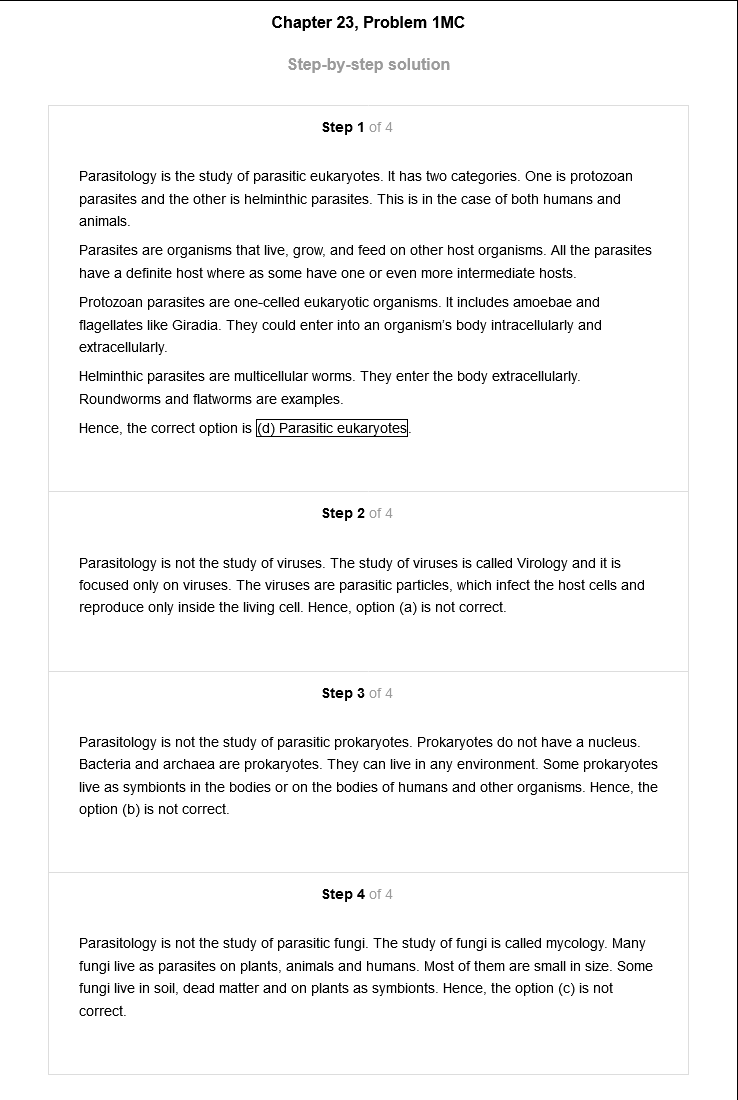 Chapter 23, Problem 1MC
Step-by-step solution
Step 1 of 4
Parasitology is the study of parasitic eukaryotes. It has two categories. One is protozoan
parasites and the other is helminthic parasites. This is in the case of both humans and
animals.
Parasites are organisms that live, grow, and feed on other host organisms. All the parasites
have a definite host where as some have one or even more intermediate hosts.
Protozoan parasites are one-celled eukaryotic organisms. It includes amoebae and
flagellates like Giradia. They could enter into an organism's body intracellularly and
extracellularly.
Helminthic parasites are multicellular worms. They enter the body extracellularly.
Roundworms and flatworms are examples.
Hence, the correct option is (d) Parasitic eukaryotes.
Step 2 of 4
Parasitology is not the study of viruses. The study of viruses is called Virology and it is
focused only on viruses. The viruses are parasitic particles, which infect the host cells and
reproduce only inside the living cell. Hence, option (a) is not correct.
Step 3 of 4
Parasitology is not the study of parasitic prokaryotes. Prokaryotes do not have a nucleus.
Bacteria and archaea are prokaryotes. They can live in any environment. Some prokaryotes
live as symbionts in the bodies or on the bodies of humans and other organisms. Hence, the
option (b) is not correct.
Step 4 of 4
Parasitology is not the study of parasitic fungi. The study of fungi is called mycology. Many
fungi live as parasites on plants, animals and humans. Most of them are small in size. Some
fungi live in soil, dead matter and on plants as symbionts. Hence, the option (c) is not
correct.